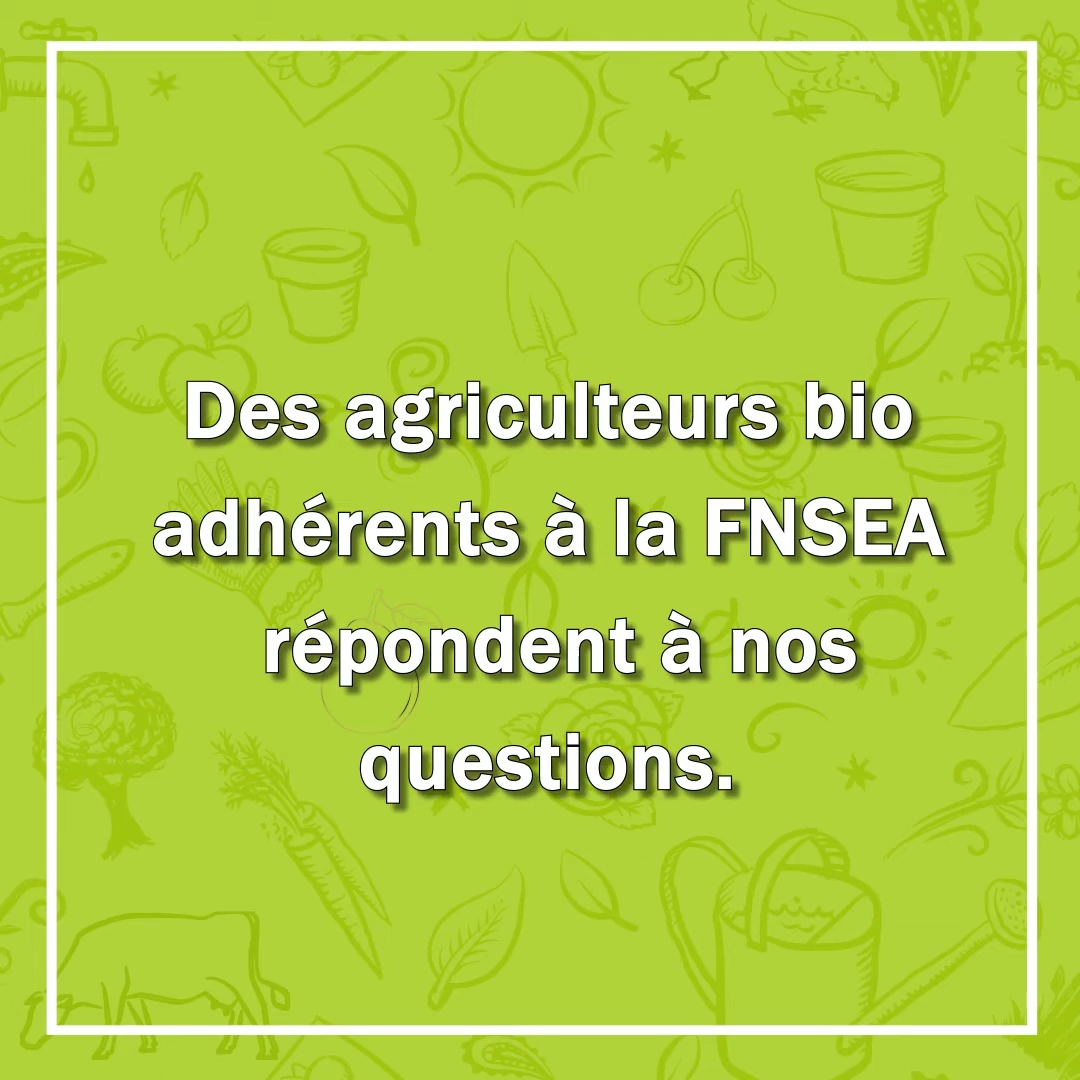 Des agriculteurs bio
adhérents à la FNSEA
répondent à nos
questions.